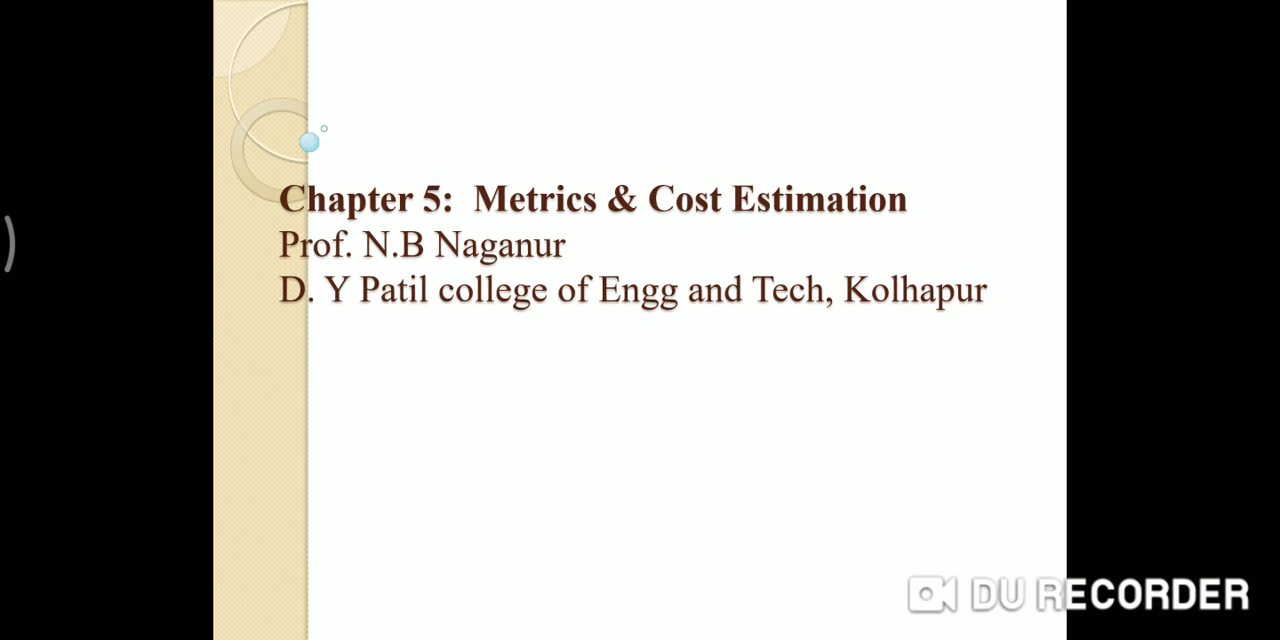 Chapter 5: Metrics & Cost Estimation
Prof. N.B Naganur
D. Y Patil college of Engg and Tech, Kolhapur
DU RECORDER